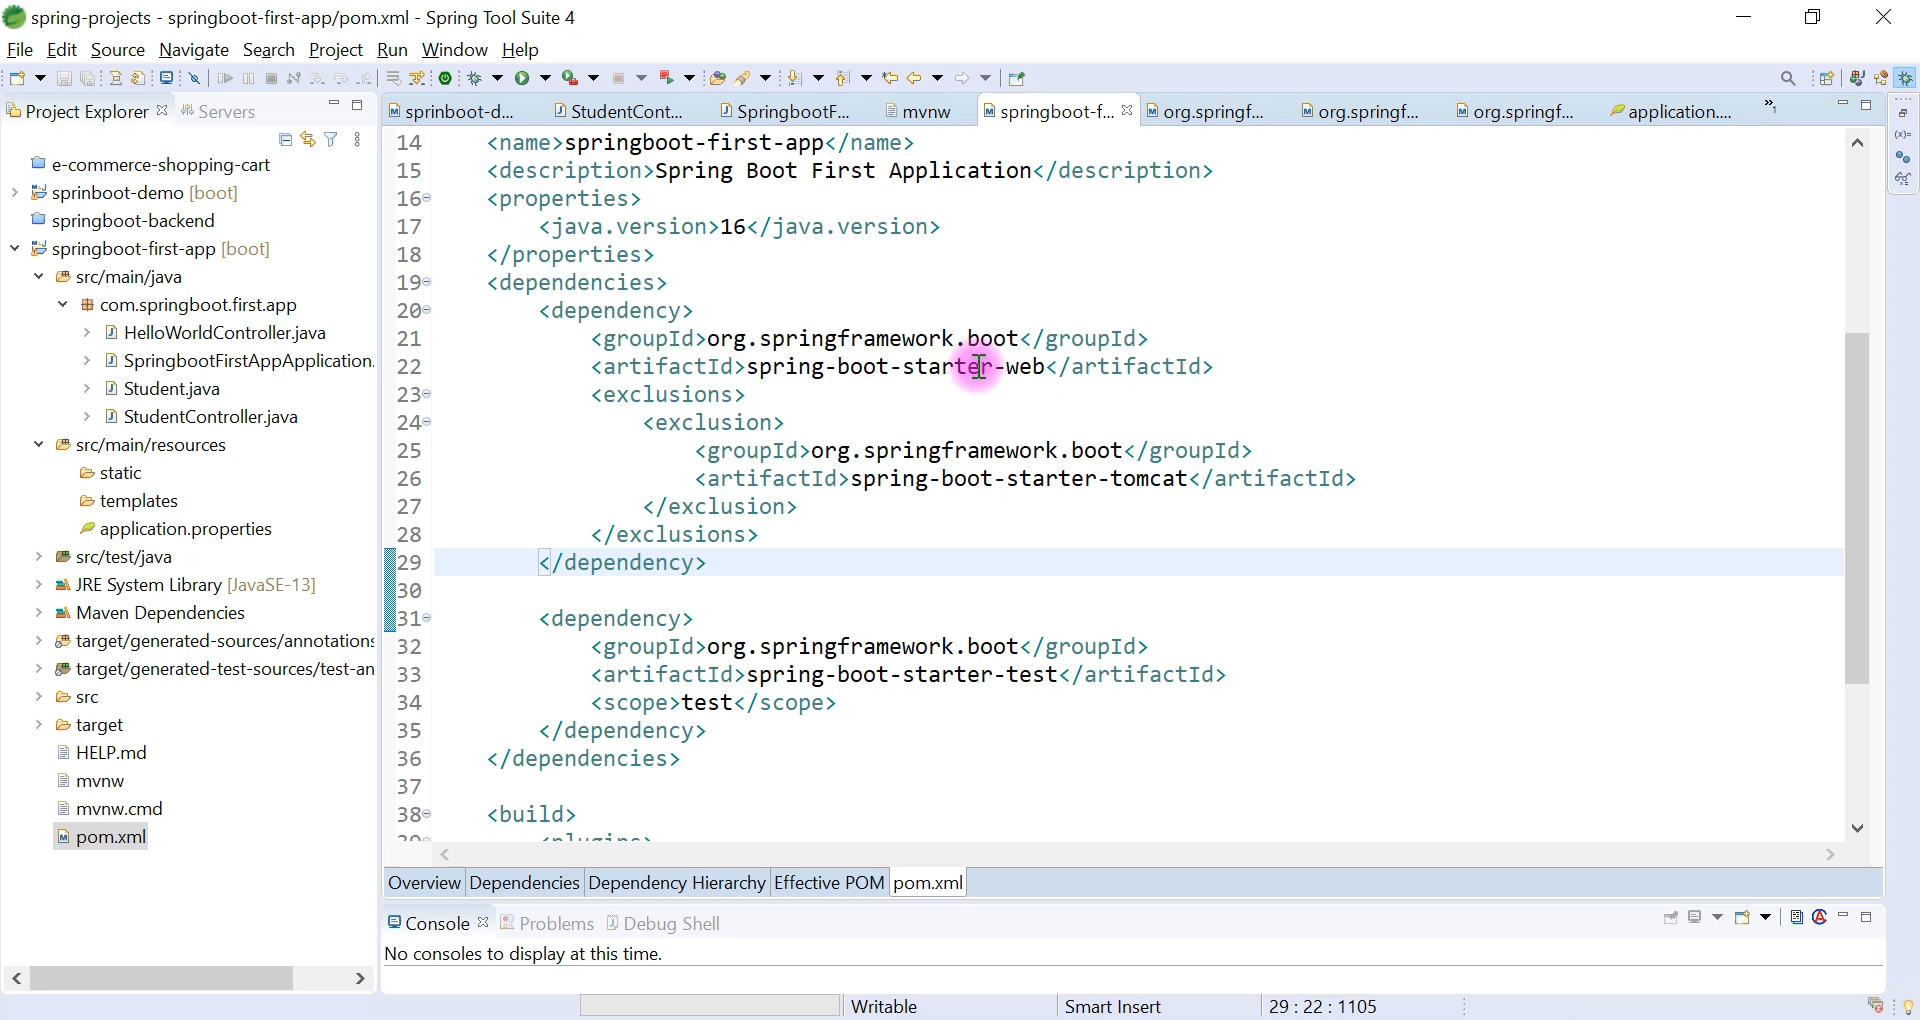 spring-projects - springboot-first-app/pom.xml - Spring Tool Suite 4
File Edit Source Navigate Search Project Run Window Help
Project Explorer Servers
sprinboot-d... StudentCont... SpringbootF... mvnw springboot-f... org.springf... org.springf... org.springf... application.... »1
e-commerce-shopping-cart
sprinboot-demo [boot]
springboot-backend
springboot-first-app [boot]
src/main/java
com.springboot.first.app
HelloWorldController.java
SpringbootFirstAppApplication.
Student.java
StudentController.java
src/main/resources
static
templates
application.properties
src/test/java
JRE System Library [JavaSE-13]
Maven Dependencies
target/generated-sources/annotations
target/generated-test-sources/test-an
src
target
HELP.md
mvnw
mvnw.cmd
pom.xml
14 <name>springboot-first-app</name>
15 <description>Spring Boot First Application</description>
16 <properties>
17 <java.version>16</java.version>
18 </properties>
19 <dependencies>
20 <dependency>
21 <groupId>org.springframework.boot</groupId>
22 <artifactId>spring-boot-starter-web</artifactId>
23 <exclusions>
24 <exclusion>
25 <groupId>org.springframework.boot</groupId>
26 <artifactId>spring-boot-starter-tomcat</artifactId>
27 </exclusion>
28 </exclusions>
29 </dependency>
30
31 <dependency>
32 <groupId>org.springframework.boot</groupId>
33 <artifactId>spring-boot-starter-test</artifactId>
34 <scope>test</scope>
35 </dependency>
36 </dependencies>
37
38 <build>
39 <plugins>
Overview Dependencies Dependency Hierarchy Effective POM pom.xml
Console Problems Debug Shell
No consoles to display at this time.
Writable Smart Insert 29 : 22 : 1105